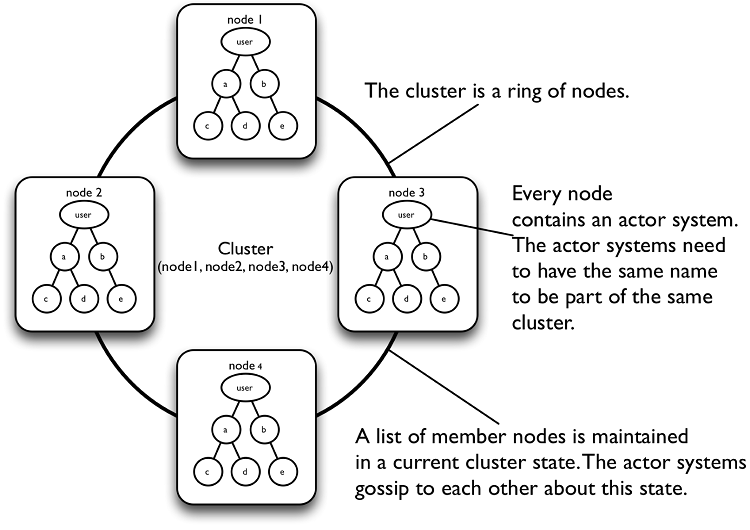 node 1
user
a
b
c
d
e
The cluster is a ring of nodes.
node 2
user
a
b
c
d
e
Cluster
(node1, node2, node3, node4)
node 3
user
a
b
c
d
e
Every node
contains an actor system.
The actor systems need
to have the same name
to be part of the same
cluster.
node 4
user
a
b
c
d
e
A list of member nodes is maintained
in a current cluster state. The actor systems
gossip to each other about this state.